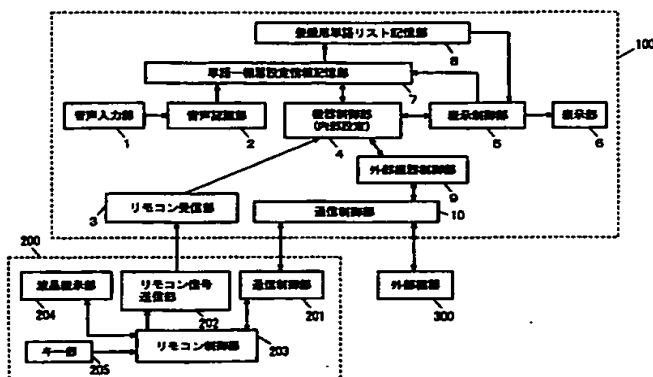 登録用単語リスト記憶部
8
100
単語-機器設定情報記憶部
7
音声入力部
1
音声認識部
2
機器制御部
(内部設定)
4
表示制御部
5
表示部
6
外部機器制御部
9
3
リモコン受信部
通信制御部
10
200
液晶表示部
204
リモコン信号
送信部
202
通信制御部
201
外部機器
300
キー部
205
リモコン制御部
203